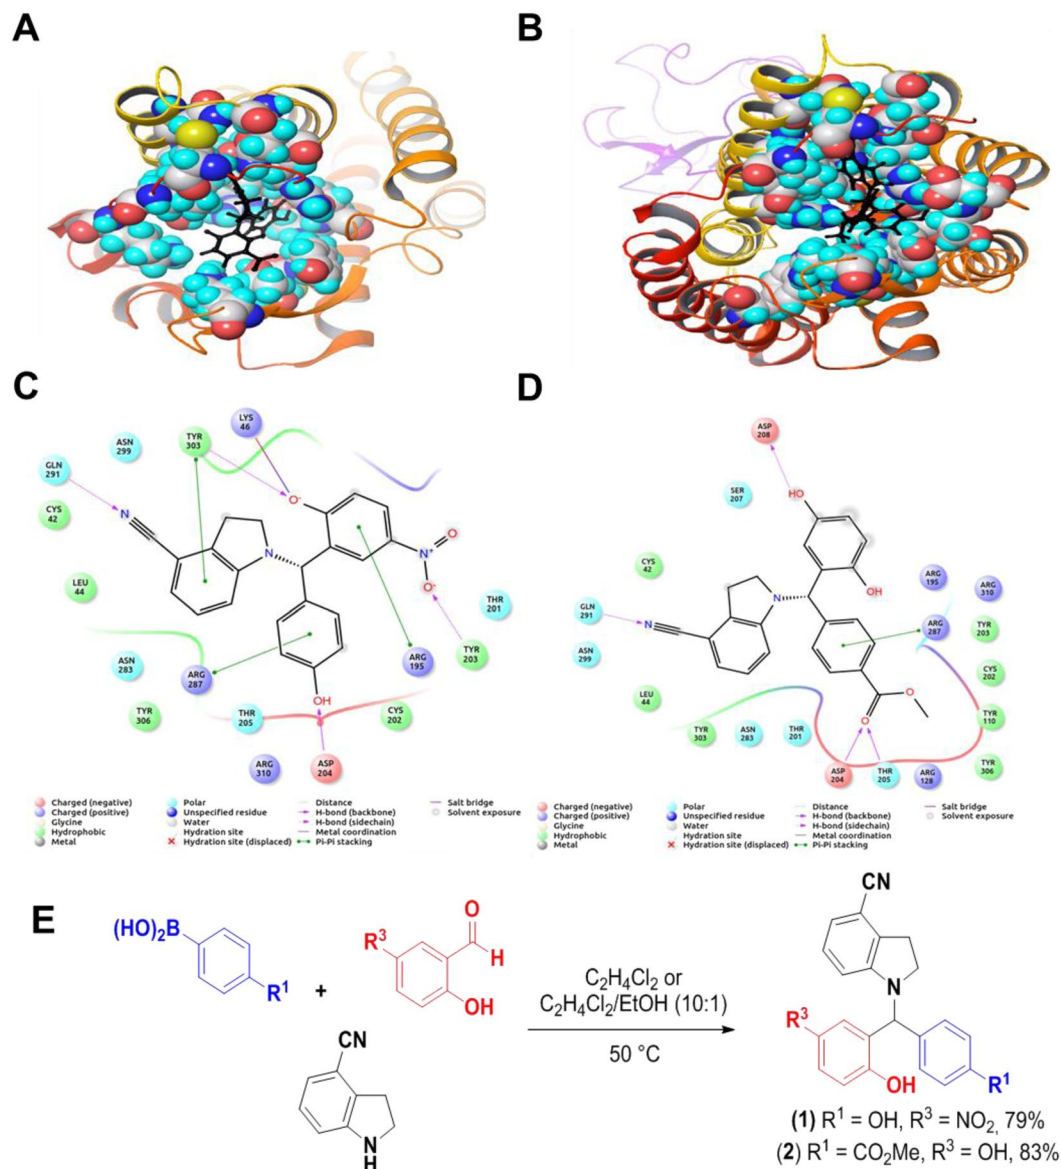 A
B
C
D
LYS
46
TYR
303
ASN
299
GLN
291
CYS
42
LEU
44
ASN
283
ARG
287
TYR
306
THR
205
ARG
310
ASP
204
CYS
202
ARG
195
TYR
203
THR
201
N
N
O⁻
N⁺
O
O⁻
OH
ASP
208
SER
207
CYS
42
GLN
291
ASN
299
LEU
44
TYR
303
ASN
283
THR
201
ASP
204
THR
205
ARG
128
TYR
306
TYR
110
CYS
202
TYR
203
ARG
287
ARG
195
ARG
310
HO
OH
N
N
O
O
Charged (negative)
Charged (positive)
Glycine
Hydrophobic
Metal
Polar
Unspecified residue
Water
Hydration site
Hydration site (displaced)
Distance
H-bond (backbone)
H-bond (sidechain)
Metal coordination
Pi-Pi stacking
Salt bridge
Solvent exposure
Charged (negative)
Charged (positive)
Glycine
Hydrophobic
Metal
Polar
Unspecified residue
Water
Hydration site
Hydration site (displaced)
Distance
H-bond (backbone)
H-bond (sidechain)
Metal coordination
Pi-Pi stacking
Salt bridge
Solvent exposure
E
(HO)₂B
R¹
+
R³
O
H
OH
CN
N
H
C₂H₄Cl₂ or
C₂H₄Cl₂/EtOH (10:1)
50 °C
CN
N
R³
OH
R¹
(1) R¹ = OH, R³ = NO₂, 79%
(2) R¹ = CO₂Me, R³ = OH, 83%